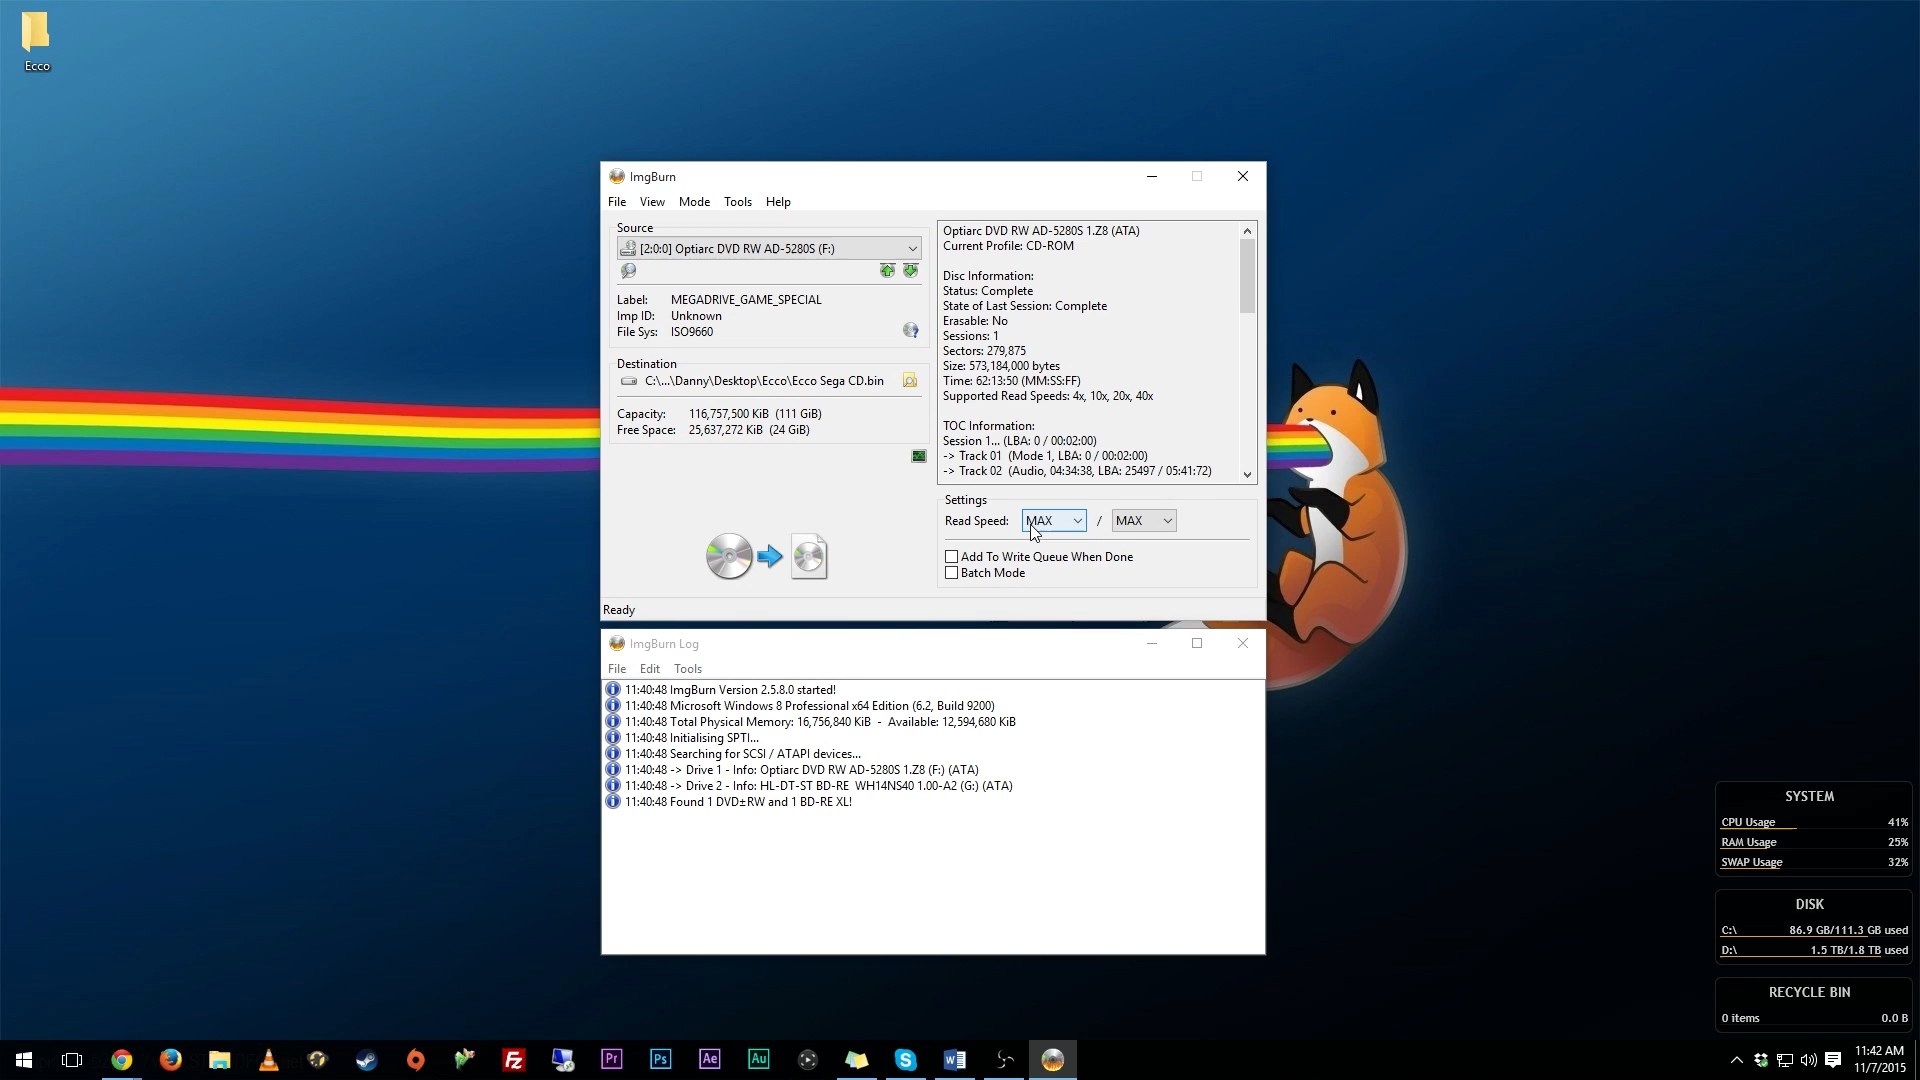 Ecco
ImgBurn
File View Mode Tools Help
Source
[2:0:0] Optiarc DVD RW AD-5280S (F:)
Label: MEGADRIVE_GAME_SPECIAL
Imp ID: Unknown
File Sys: ISO9660
Destination
C:\...\Danny\Desktop\Ecco\Ecco Sega CD.bin
Capacity: 116,757,500 KiB (111 GiB)
Free Space: 25,637,272 KiB (24 GiB)
Optiarc DVD RW AD-5280S 1.Z8 (ATA)
Current Profile: CD-ROM
Disc Information:
Status: Complete
State of Last Session: Complete
Erasable: No
Sessions: 1
Sectors: 279,875
Size: 573,184,000 bytes
Time: 62:13:50 (MM:SS:FF)
Supported Read Speeds: 4x, 10x, 20x, 40x
TOC Information:
Session 1... (LBA: 0 / 00:02:00)
-> Track 01 (Mode 1, LBA: 0 / 00:02:00)
-> Track 02 (Audio, 04:34:38, LBA: 25497 / 05:41:72)
Settings
Read Speed: MAX / MAX
Add To Write Queue When Done
Batch Mode
Ready
ImgBurn Log
File Edit Tools
11:40:48 ImgBurn Version 2.5.8.0 started!
11:40:48 Microsoft Windows 8 Professional x64 Edition (6.2, Build 9200)
11:40:48 Total Physical Memory: 16,756,840 KiB - Available: 12,594,680 KiB
11:40:48 Initialising SPTI...
11:40:48 Searching for SCSI / ATAPI devices...
11:40:48 -> Drive 1 - Info: Optiarc DVD RW AD-5280S 1.Z8 (F:) (ATA)
11:40:48 -> Drive 2 - Info: HL-DT-ST BD-RE WH14NS40 1.00-A2 (G:) (ATA)
11:40:48 Found 1 DVD±RW and 1 BD-RE XL!
SYSTEM
CPU Usage 41%
RAM Usage 25%
SWAP Usage 32%
DISK
C:\ 86.9 GB/111.3 GB used
D:\ 1.5 TB/1.8 TB used
RECYCLE BIN
0 items 0.0 B
Fz Pr Ps Ae Au
11:42 AM
11/7/2015